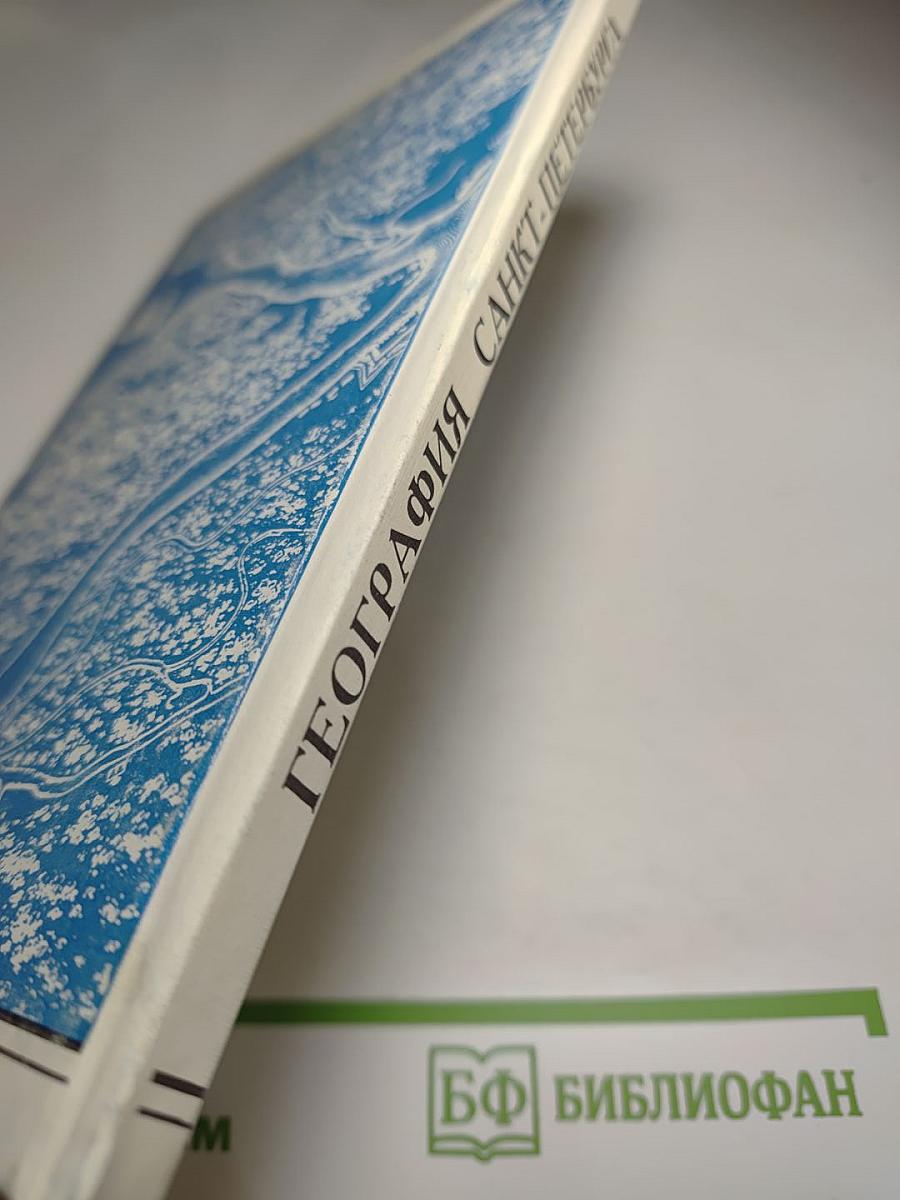 ГЕОГРАФИЯ САНКТ-ПЕТЕРБУРГА
БФ БИБЛИОФАН
м